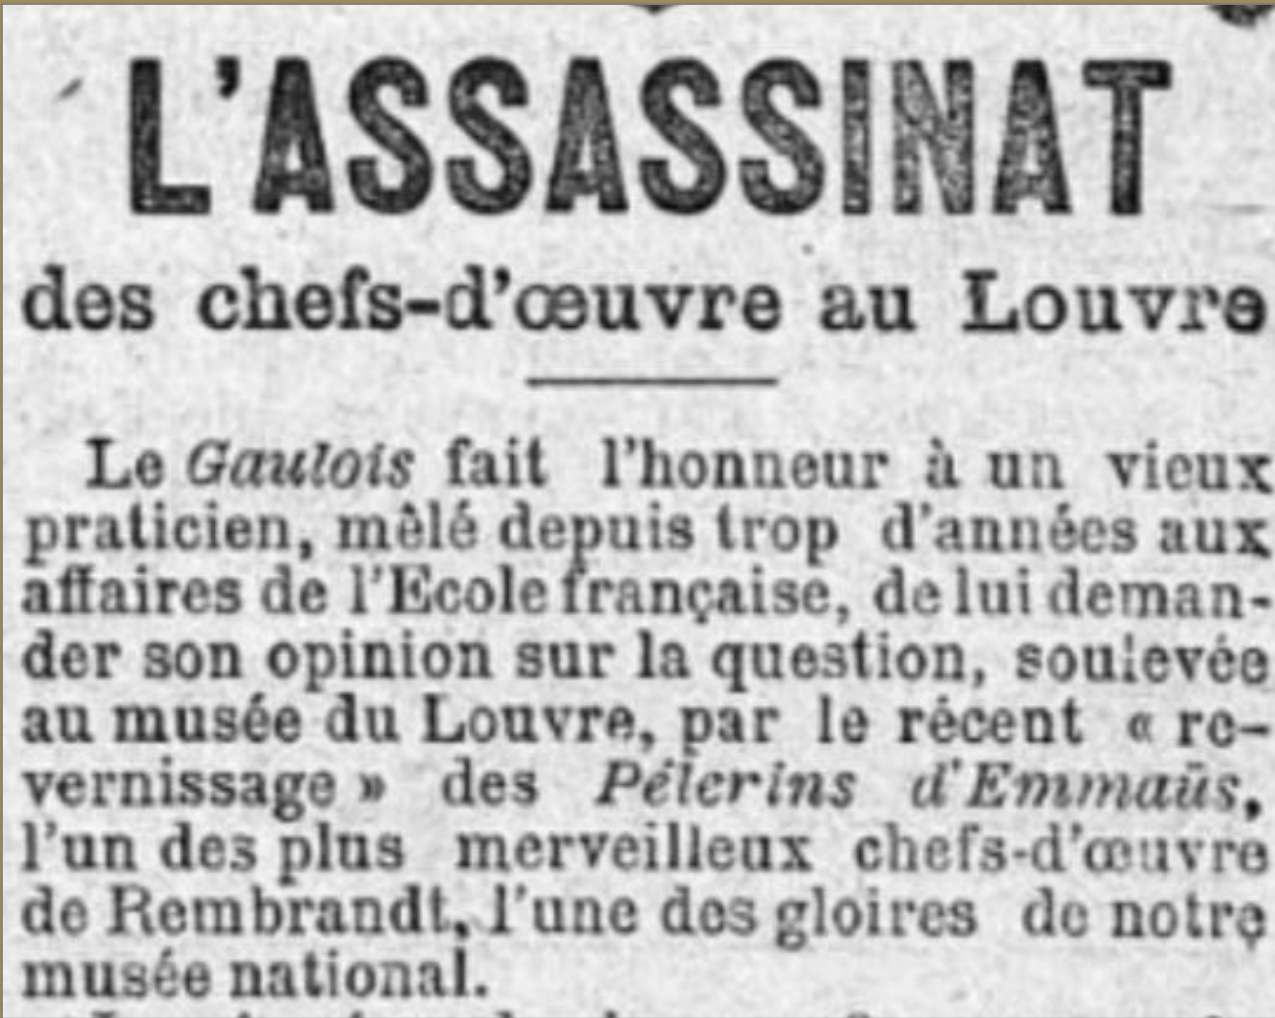 L'ASSASSINAT
des chefs-d'œuvre au Louvre
Le Gaulois fait l'honneur à un vieux
praticien, mêlé depuis trop d'années aux
affaires de l'Ecole française, de lui deman-
der son opinion sur la question, soulevée
au musée du Louvre, par le récent « re-
vernissage » des Pélerins d'Emmaüs,
l'un des plus merveilleux chefs-d'œuvre
de Rembrandt, l'une des gloires de notre
musée national.